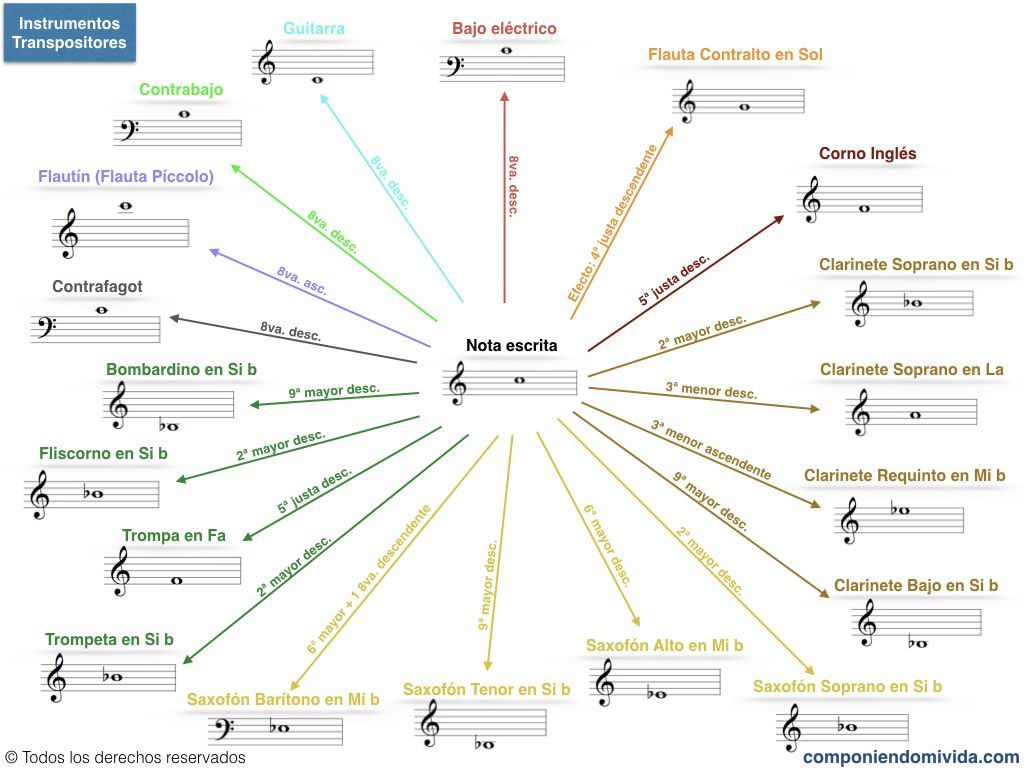 Instrumentos
Transpositores
Guitarra
Bajo eléctrico
Flauta Contralto en Sol
Contrabajo
Corno Inglés
Flautín (Flauta Píccolo)
8va. desc.
8va. desc.
Efecto: 4ª justa descendente
8va. desc.
5ª justa desc.
Clarinete Soprano en Si b
Contrafagot
8va. asc.
8va. desc.
2ª mayor desc.
Nota escrita
Bombardino en Si b
9ª mayor desc.
3ª menor desc.
Clarinete Soprano en La
Fliscorno en Si b
2ª mayor desc.
3ª menor ascendente
Clarinete Requinto en Mi b
5ª justa desc.
9ª mayor desc.
Trompa en Fa
2ª mayor desc.
6ª mayor + 1 8va. descendente
9ª mayor desc.
6ª mayor desc.
2ª mayor desc.
Clarinete Bajo en Si b
Trompeta en Si b
Saxofón Alto en Mi b
Saxofón Barítono en Mi b
Saxofón Tenor en Si b
Saxofón Soprano en Si b
© Todos los derechos reservados
componiendomivida.com